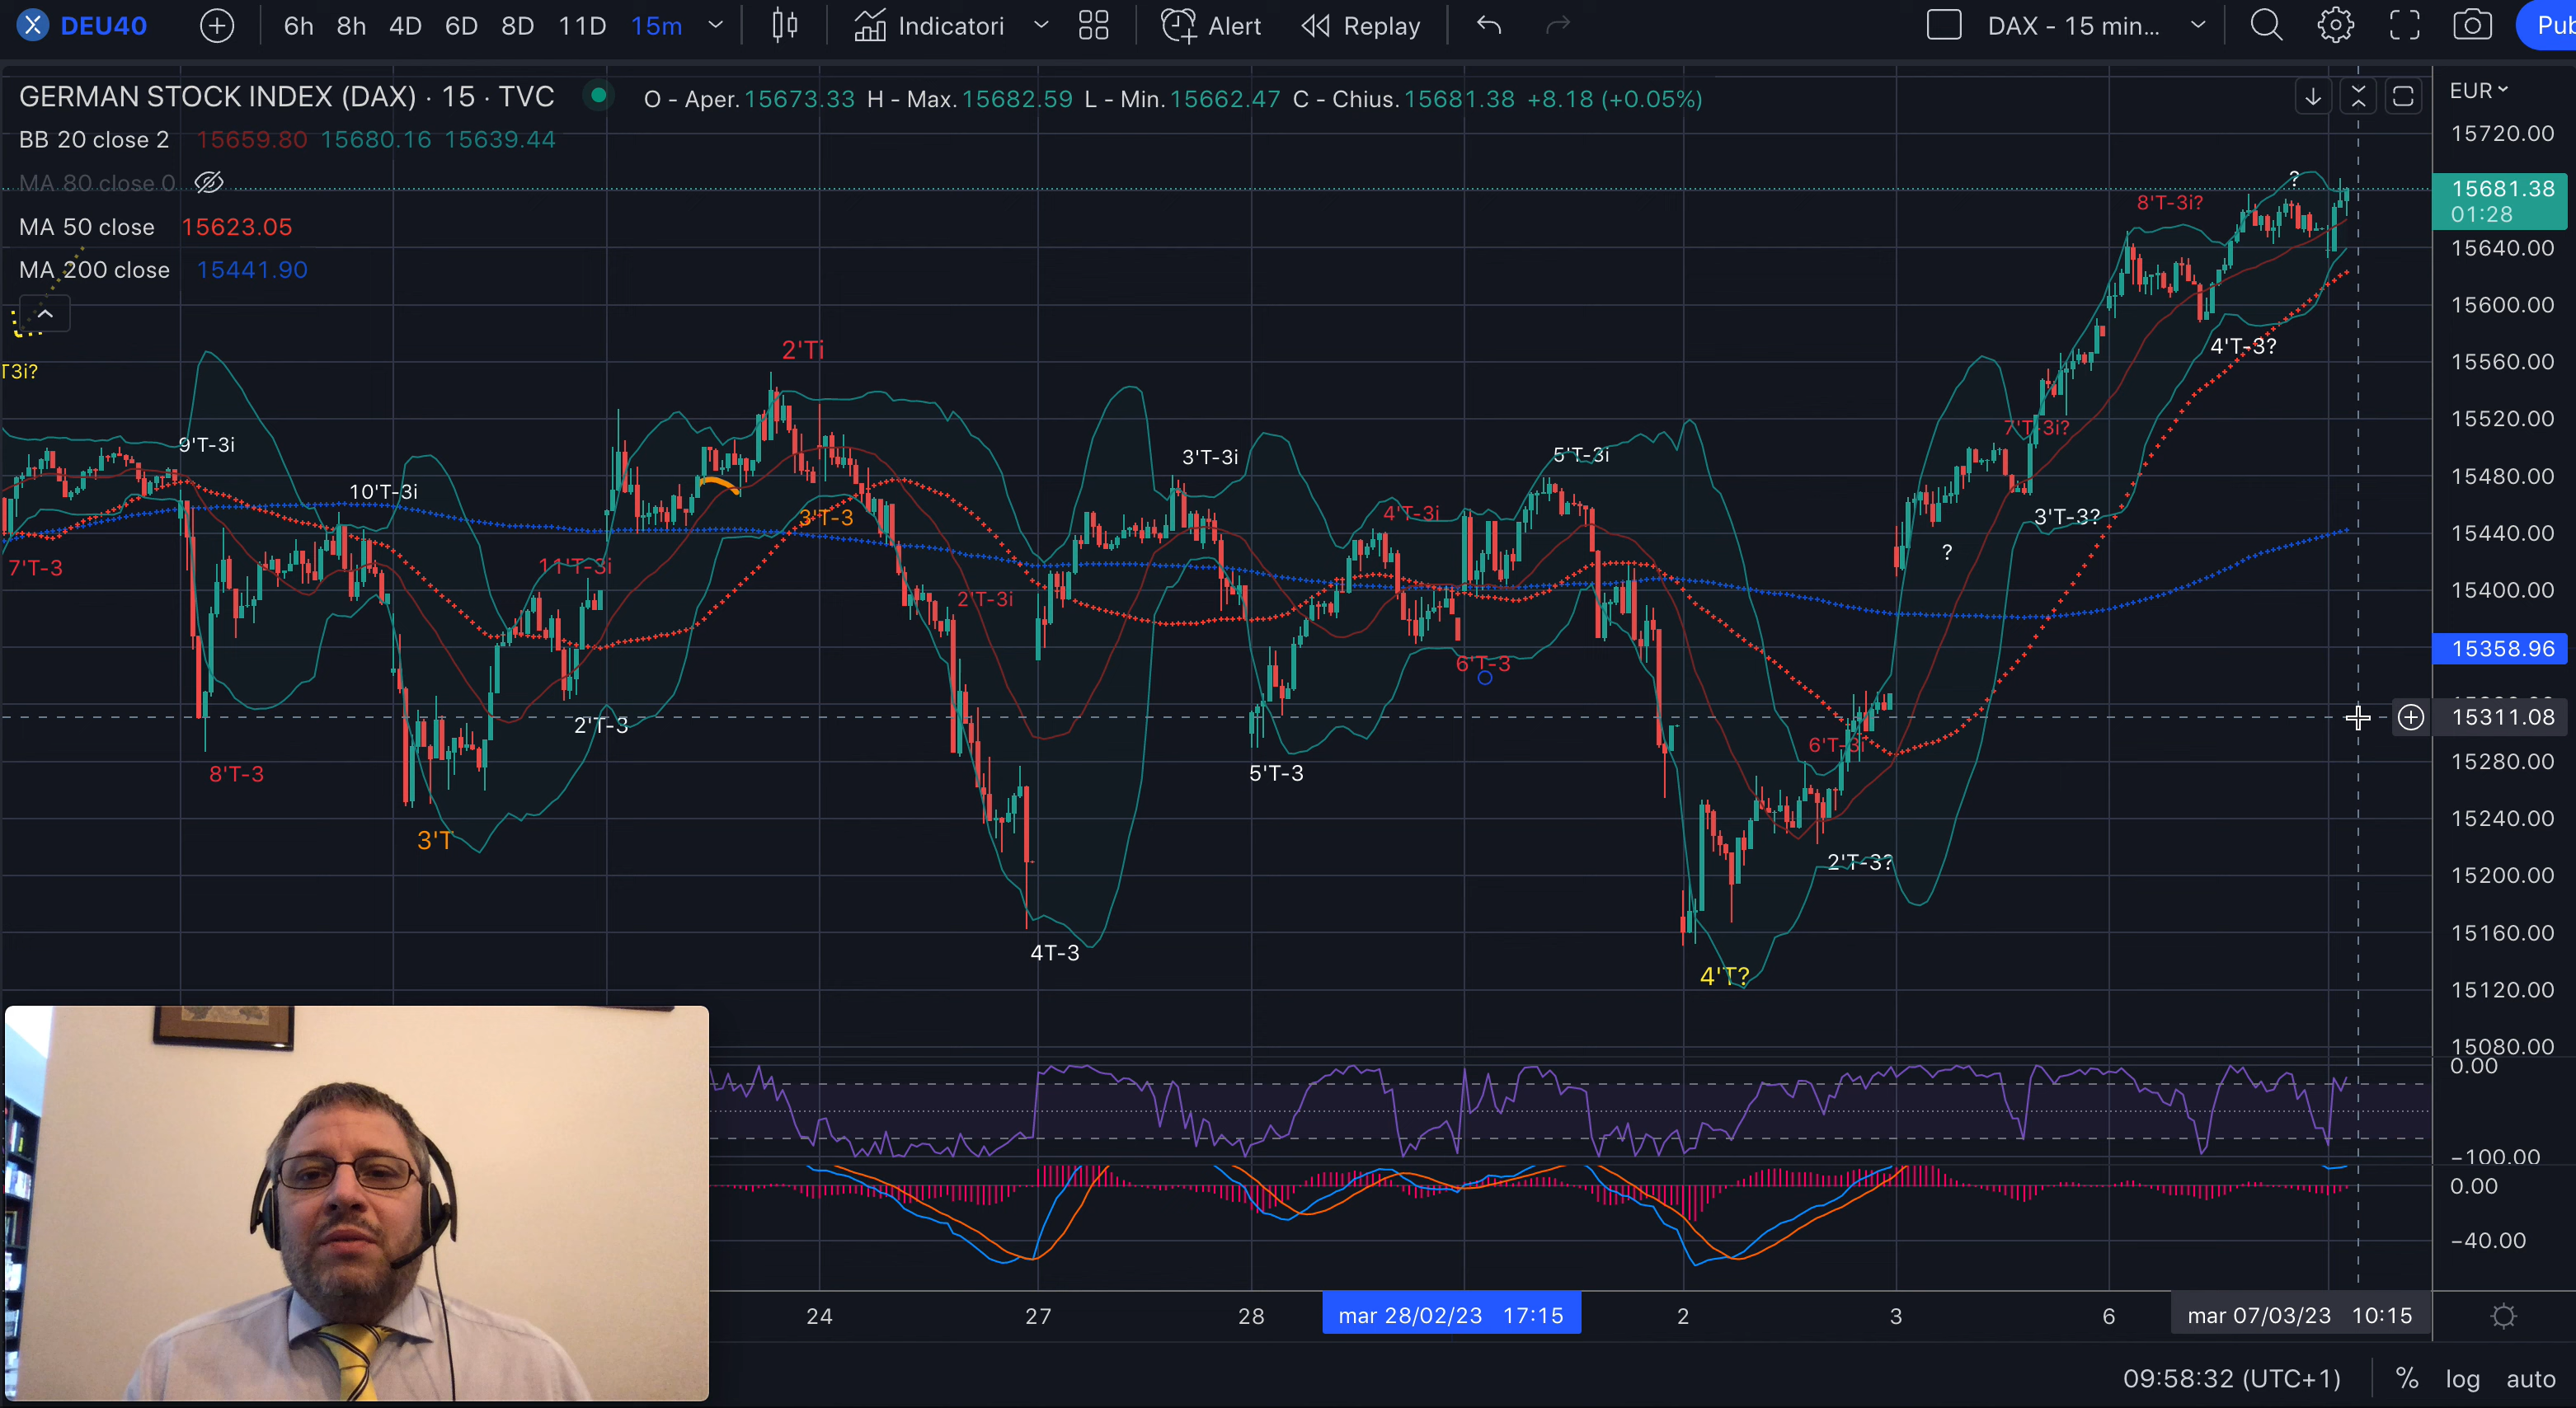 DEU40 6h 8h 4D 6D 8D 11D 15m Indicatori Alert Replay DAX - 15 min... Pub
GERMAN STOCK INDEX (DAX) · 15 · TVC O - Aper.15673.33 H - Max.15682.59 L - Min.15662.47 C - Chius.15681.38 +8.18 (+0.05%)
EUR
BB 20 close 2 15659.80 15680.16 15639.44
15720.00
MA 80 close 0
?
15681.38
01:28
8'T-3i?
MA 50 close 15623.05
15640.00
MA 200 close 15441.90
15600.00
2'Ti
4'T-3?
15560.00
T3i?
15520.00
7'T-3i?
9'T-3i
3'T-3i
5'T-3i
15480.00
10'T-3i
4'T-3i
3'T-3
3'T-3?
15440.00
?
7'T-3
11'T-3i
15400.00
2'T-3i
15358.96
6'T-3
2'T-3
15311.08
6'T-3i
15280.00
8'T-3
5'T-3
15240.00
3'T
2'T-3?
15200.00
15160.00
4T-3
4'T?
15120.00
15080.00
0.00
−100.00
0.00
−40.00
24 27 28 mar 28/02/23 17:15 2 3 6 mar 07/03/23 10:15
09:58:32 (UTC+1) % log auto